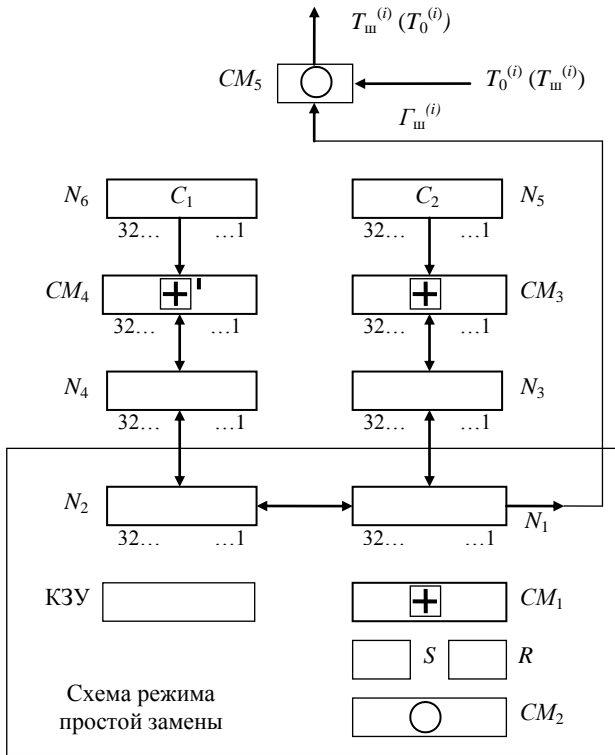 Tш(i) (T0(i))
CM5
T0(i) (Tш(i))
Гш(i)
N6 C1 C2 N5
32… …1 32… …1
CM4 +' + CM3
32… …1 32… …1
N4 N3
32… …1 32… …1
N2 N1
32… …1 32… …1
КЗУ + CM1
S R
Схема режима
простой замены
CM2